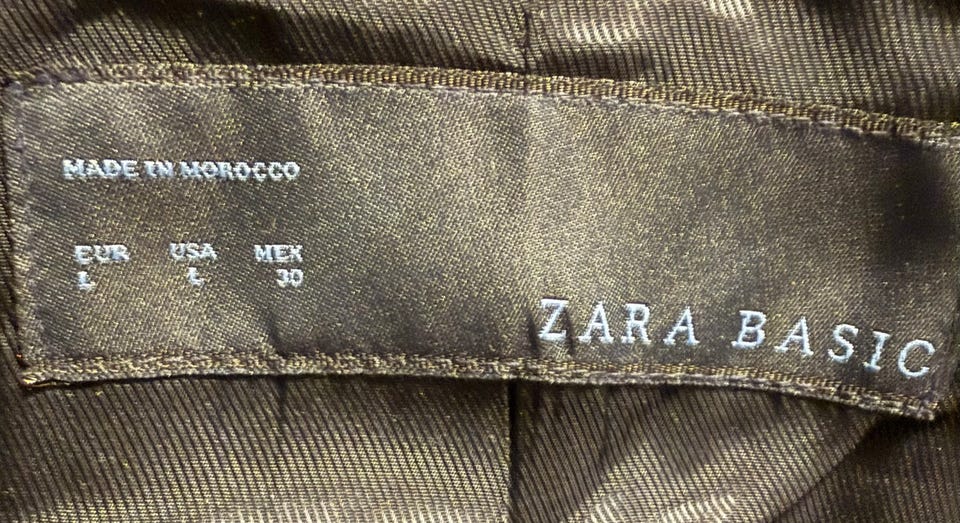 MADE IN MOROCCO
EUR USA MEX
L L 30
ZARA BASIC